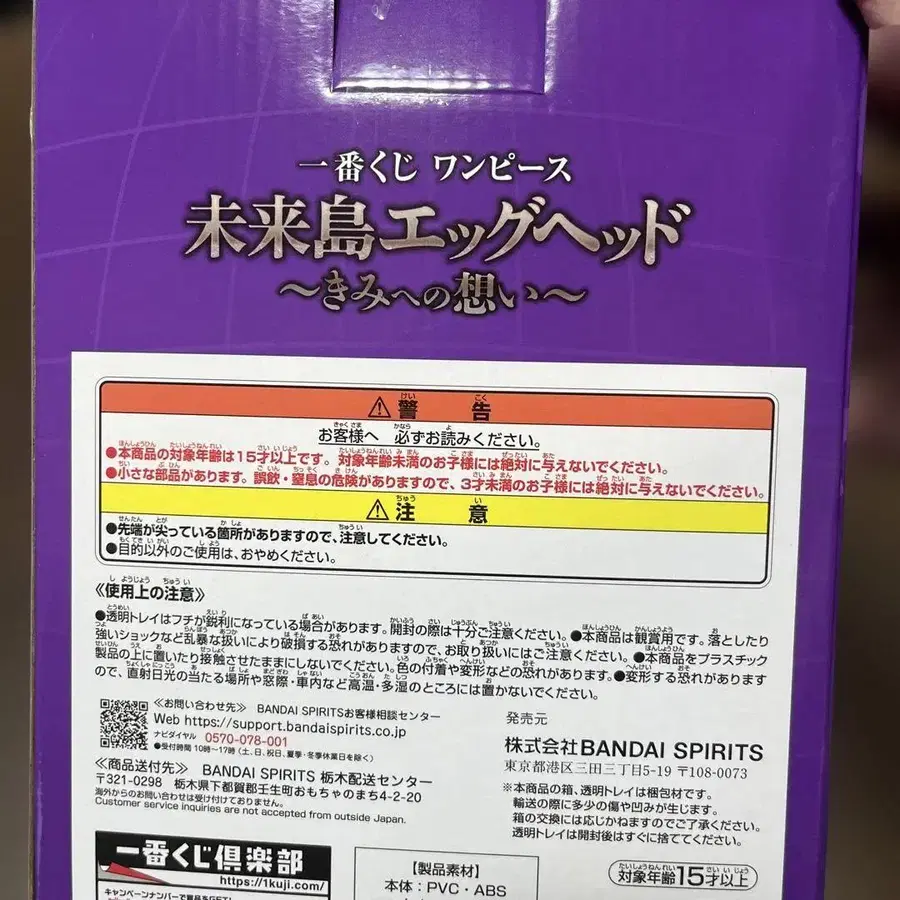 一番くじ ワンピース
未来島エッグヘッド
～きみへの想い～
⚠警告
お客様へ 必ずお読みください。
●本商品の対象年齢は15才以上です。対象年齢未満のお子様には絶対に与えないでください。
●小さな部品があります。誤飲・窒息の危険がありますので、3才未満のお子様には絶対に与えないでください。
⚠注意
●先端が尖っている箇所がありますので、注意してください。
●目的以外のご使用は、おやめください。
《使用上の注意》
●透明トレイはフチが鋭利になっている場合があります。開封の際は十分ご注意ください。●本商品は観賞用です。落としたり
強いショックなど乱暴な扱いにより破損する恐れがありますので、お取り扱いにはご注意ください。●本商品をプラスチック
製品の上に置いたり接触させたままにしないでください。色の付着や変形などの恐れがあります。●変形する恐れがあります
ので、直射日光の当たる場所や窓際・車内など高温・多湿のところには置かないでください。
≪お問い合わせ先≫ BANDAI SPIRITSお客様相談センター
Web https://support.bandaispirits.co.jp
ナビダイヤル 0570-078-001
●受付時間 10時～17時(土、日、祝日、夏季・冬季休業日を除く)
≪商品送付先≫ BANDAI SPIRITS 栃木配送センター
〒321-0298 栃木県下都賀郡壬生町おもちゃのまち4-2-20
海外からのお問い合わせは受け付けておりません。
Customer service inquiries are not accepted from outside Japan.
発売元
株式会社BANDAI SPIRITS
東京都港区三田三丁目5-19 〒108-0073
※本商品の箱、透明トレイは梱包材です。
輸送の際に多少の傷や凹みが生じます。
箱の交換には応じかねますのでご了承ください。
透明トレイは開封後はすぐに捨ててください。
一番くじ倶楽部
https://1kuji.com/
キャンペーンナンバーで賞品をGET!
【製品素材】
本体:PVC・ABS
対象年齢15才以上